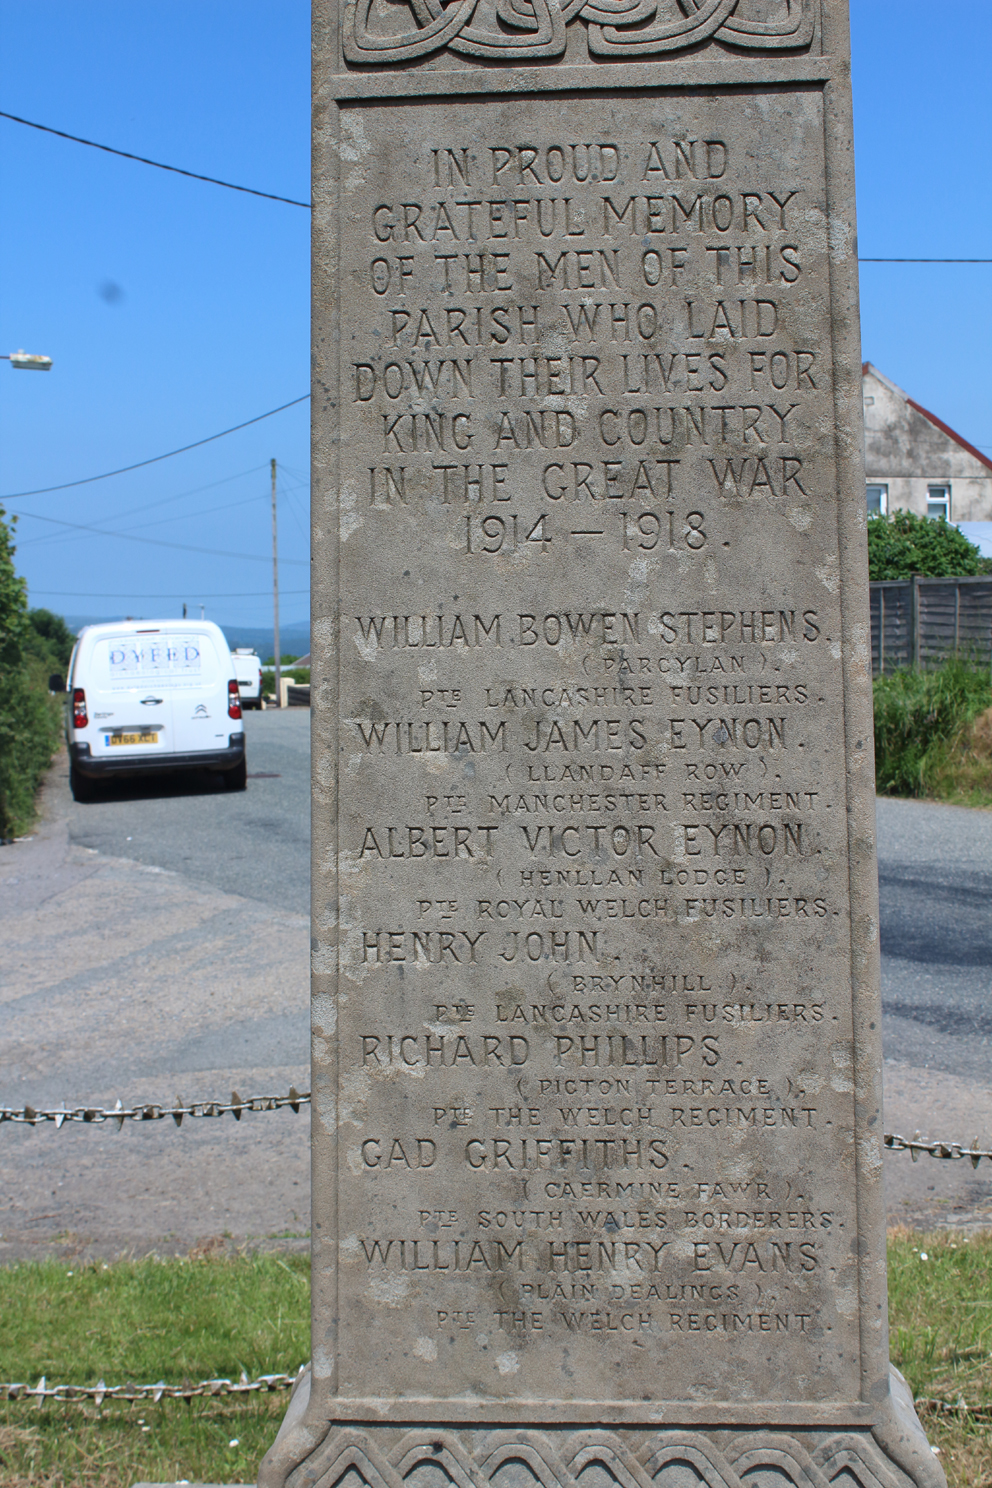 IN PROUD AND
GRATEFUL MEMORY
OF THE MEN OF THIS
PARISH WHO LAID
DOWN THEIR LIVES FOR
KING AND COUNTRY
IN THE GREAT WAR
1914 — 1918.
WILLIAM BOWEN STEPHENS.
(PARCYLAN).
PTE LANCASHIRE FUSILIERS.
WILLIAM JAMES EYNON.
(LLANDAFF ROW).
PTE MANCHESTER REGIMENT.
ALBERT VICTOR EYNON.
(HENLLAN LODGE).
PTE ROYAL WELCH FUSILIERS.
HENRY JOHN.
(BRYNHILL).
PTE LANCASHIRE FUSILIERS.
RICHARD PHILLIPS.
(PICTON TERRACE).
PTE THE WELCH REGIMENT.
GAD GRIFFITHS.
(CAERMINE FAWR).
PTE SOUTH WALES BORDERERS.
WILLIAM HENRY EVANS.
(PLAIN DEALINGS).
PTE THE WELCH REGIMENT.
DYFED